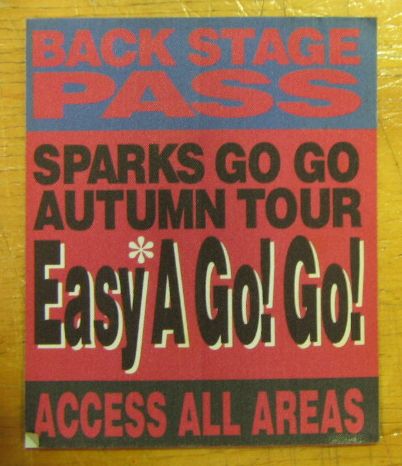 BACK STAGE
PASS
SPARKS GO GO
AUTUMN TOUR
Easy*A Go! Go!
ACCESS ALL AREAS